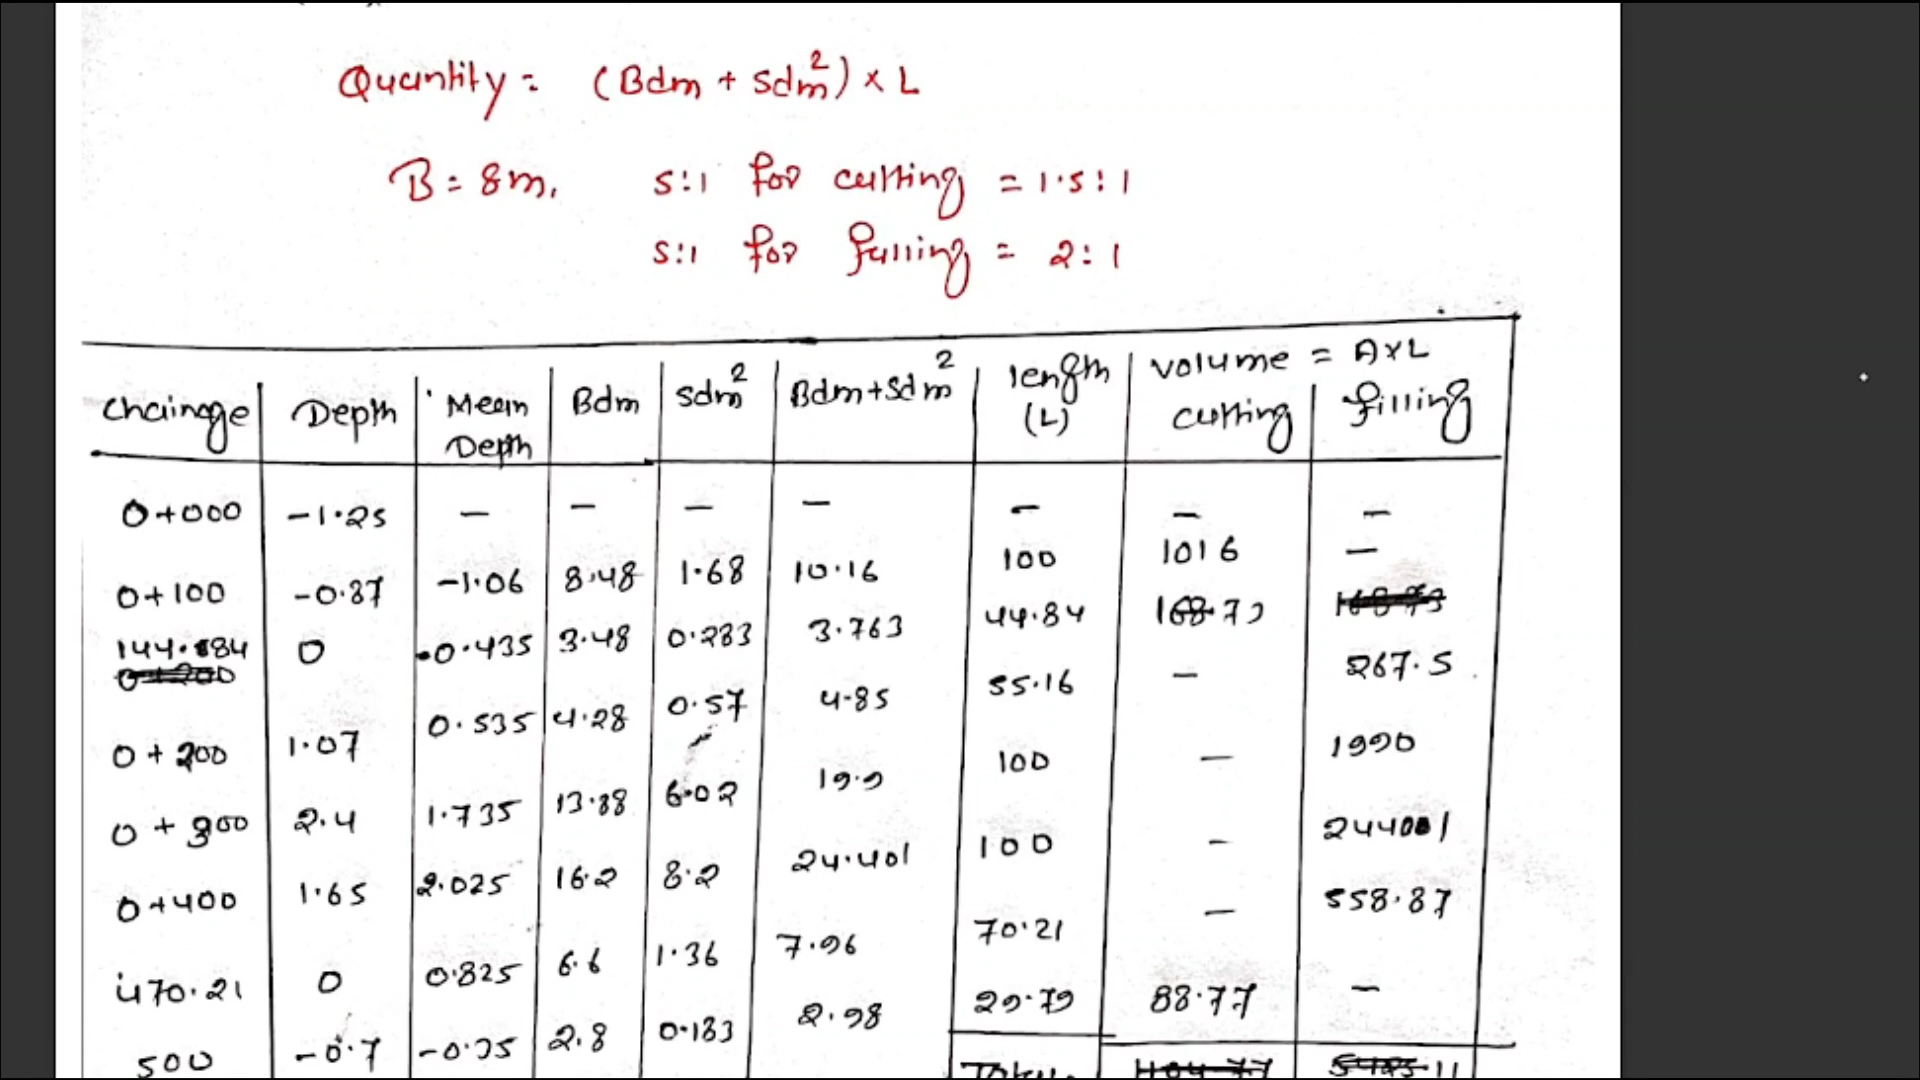 Quantity = (Bdm + Sdm²) × L
B = 8m, S:1 for cutting = 1.5:1
S:1 for filling = 2:1
Chainage Depth Mean Depth Bdm Sdm² Bdm+Sdm² length (L) volume = A×L cutting filling
0+000 -1.25 — — — — — — —
0+100 -0.87 -1.06 8.48 1.68 10.16 100 1016 —
0 -0.435 3.48 0.283 3.763 44.84 168.73
0+200 1.07 0.535 4.28 0.57 4.85 55.16 — 267.5
0+300 2.4 1.735 13.88 6.02 19.9 100 — 1990
0+400 1.65 2.025 16.2 8.2 24.401 100 —
470.21 0 0.825 6.6 1.36 7.96 70.21 — 558.87
500 -0.7 -0.35 2.8 0.183 2.98 29.79 88.77 —